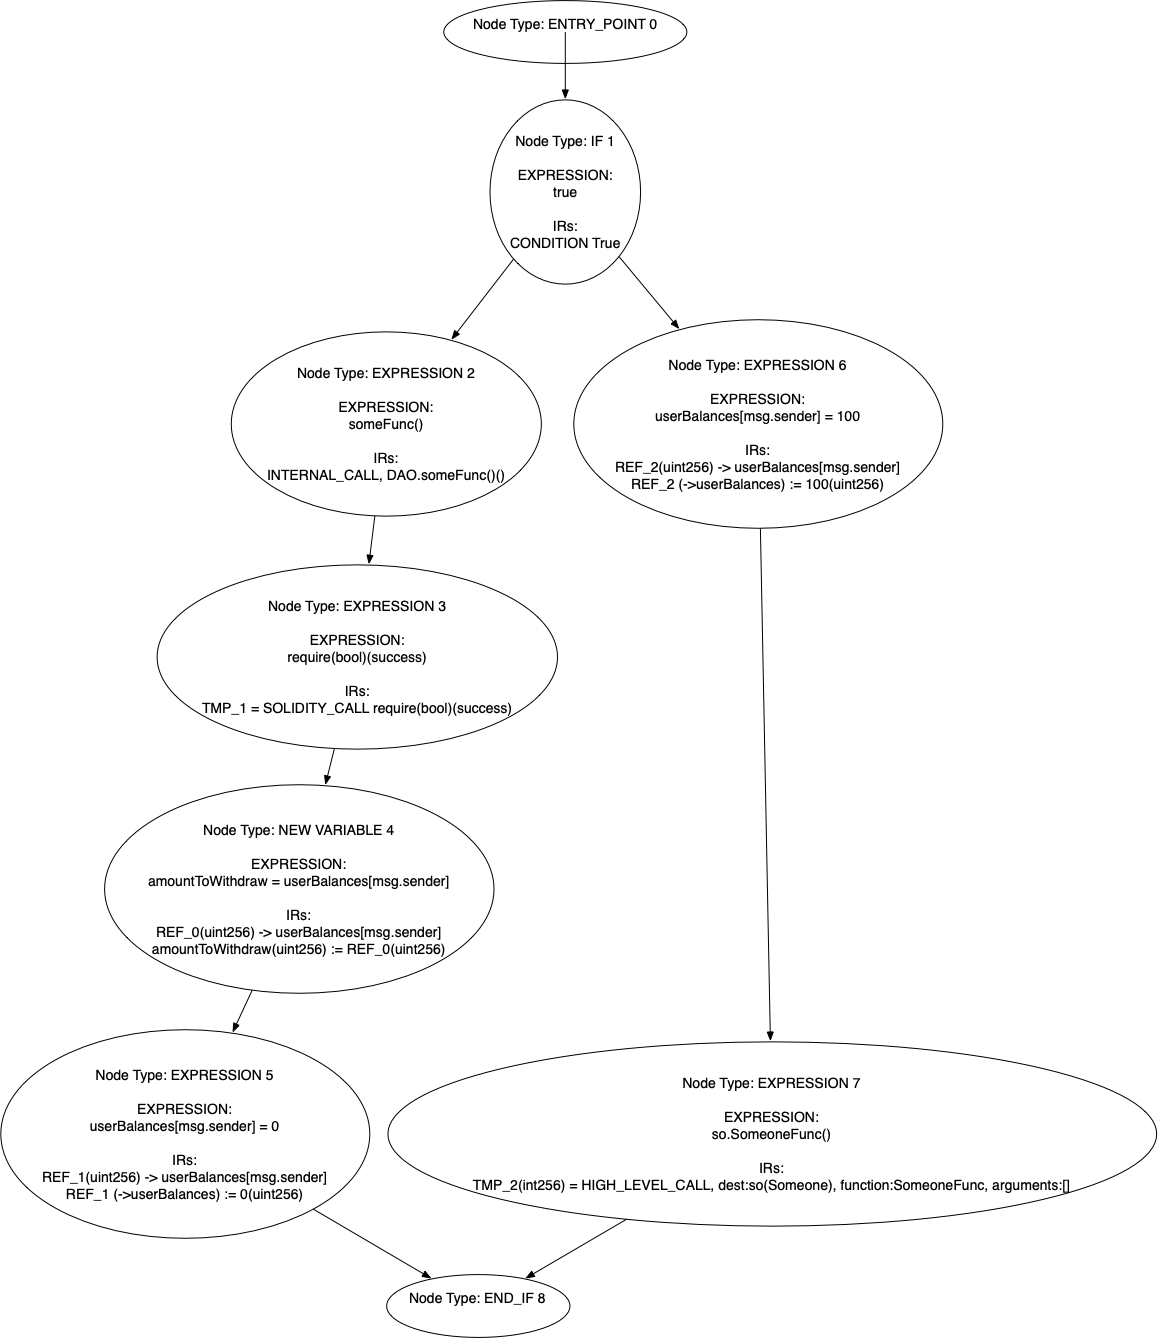 Node Type: ENTRY_POINT 0
Node Type: IF 1
EXPRESSION:
true
IRs:
CONDITION True
Node Type: EXPRESSION 2
EXPRESSION:
someFunc()
IRs:
INTERNAL_CALL, DAO.someFunc()()
Node Type: EXPRESSION 6
EXPRESSION:
userBalances[msg.sender] = 100
IRs:
REF_2(uint256) -> userBalances[msg.sender]
REF_2 (->userBalances) := 100(uint256)
Node Type: EXPRESSION 3
EXPRESSION:
require(bool)(success)
IRs:
TMP_1 = SOLIDITY_CALL require(bool)(success)
Node Type: NEW VARIABLE 4
EXPRESSION:
amountToWithdraw = userBalances[msg.sender]
IRs:
REF_0(uint256) -> userBalances[msg.sender]
amountToWithdraw(uint256) := REF_0(uint256)
Node Type: EXPRESSION 5
EXPRESSION:
userBalances[msg.sender] = 0
IRs:
REF_1(uint256) -> userBalances[msg.sender]
REF_1 (->userBalances) := 0(uint256)
Node Type: EXPRESSION 7
EXPRESSION:
so.SomeoneFunc()
IRs:
TMP_2(int256) = HIGH_LEVEL_CALL, dest:so(Someone), function:SomeoneFunc, arguments:[]
Node Type: END_IF 8